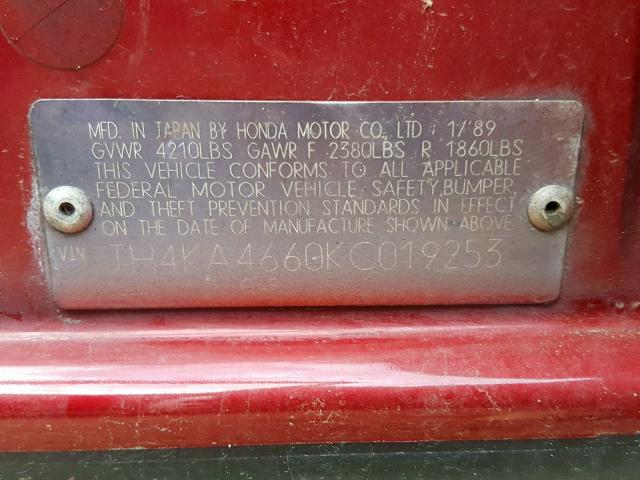 MFD. IN JAPAN BY HONDA MOTOR CO., LTD. 1/'89
GVWR 4210LBS GAWR F 2380LBS R 1860LBS
THIS VEHICLE CONFORMS TO ALL APPLICABLE
FEDERAL MOTOR VEHICLE SAFETY,BUMPER,
AND THEFT PREVENTION STANDARDS IN EFFECT
ON THE DATE OF MANUFACTURE SHOWN ABOVE
VIN JH4KA4660KC019253